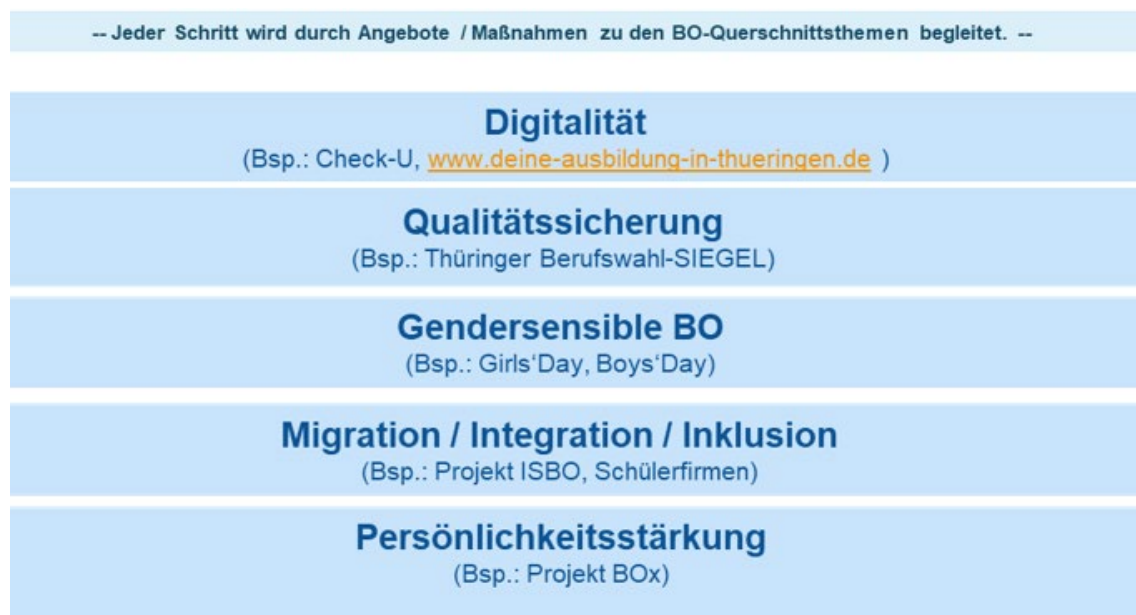 -- Jeder Schritt wird durch Angebote / Maßnahmen zu den BO-Querschnittsthemen begleitet. --
Digitalität
(Bsp.: Check-U, www.deine-ausbildung-in-thueringen.de )
Qualitätssicherung
(Bsp.: Thüringer Berufswahl-SIEGEL)
Gendersensible BO
(Bsp.: Girls‘Day, Boys‘Day)
Migration / Integration / Inklusion
(Bsp.: Projekt ISBO, Schülerfirmen)
Persönlichkeitsstärkung
(Bsp.: Projekt BOx)